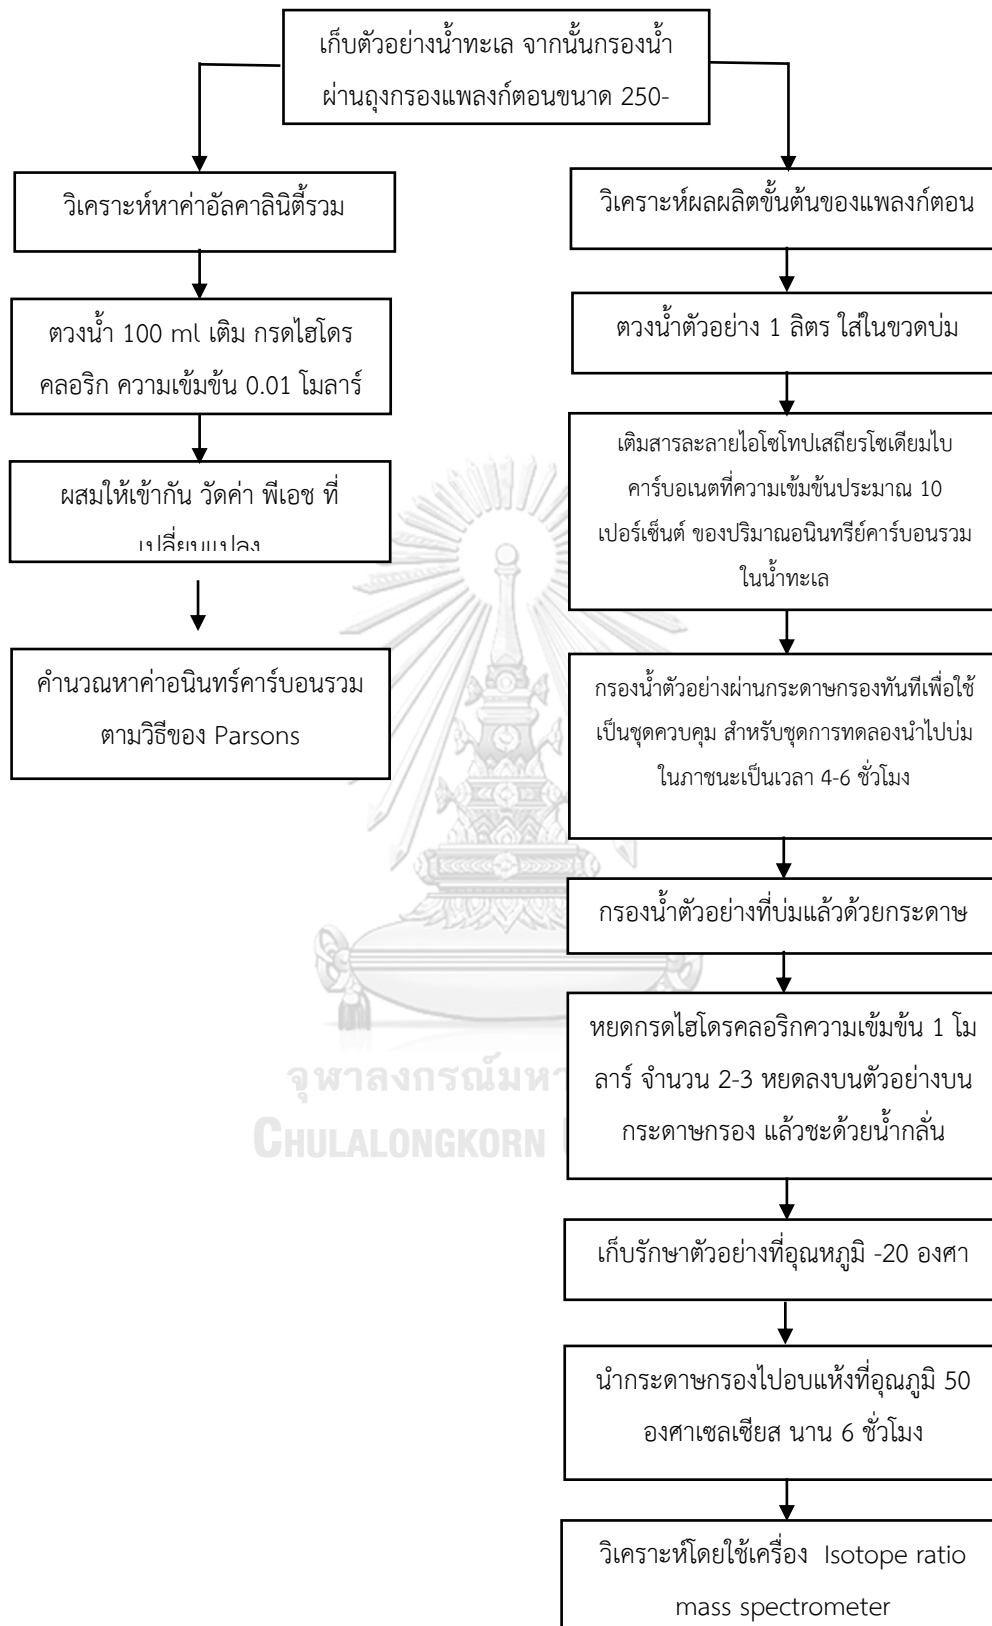 เก็บตัวอย่างน้ำทะเล จากนั้นกรองน้ำ
ผ่านถุงกรองแพลงก์ตอนขนาด 250-
วิเคราะห์หาค่าอัลคาลินิตี้รวม
ตวงน้ำ 100 ml เติม กรดไฮโดร
คลอริก ความเข้มข้น 0.01 โมลาร์
ผสมให้เข้ากัน วัดค่า พีเอช ที่
เปลี่ยนแปลง
คำนวณหาค่าอนินทร์คาร์บอนรวม
ตามวิธีของ Parsons
วิเคราะห์ผลผลิตขั้นต้นของแพลงก์ตอน
ตวงน้ำตัวอย่าง 1 ลิตร ใส่ในขวดบ่ม
เติมสารละลายไอโซโทปเสถียรโซเดียมไบ
คาร์บอเนตที่ความเข้มข้นประมาณ 10
เปอร์เซ็นต์ ของปริมาณอนินทรีย์คาร์บอนรวม
ในน้ำทะเล
กรองน้ำตัวอย่างผ่านกระดาษกรองทันทีเพื่อใช้
เป็นชุดควบคุม สำหรับชุดการทดลองนำไปบ่ม
ในภาชนะเป็นเวลา 4-6 ชั่วโมง
กรองน้ำตัวอย่างที่บ่มแล้วด้วยกระดาษ
หยดกรดไฮโดรคลอริกความเข้มข้น 1 โม
ลาร์ จำนวน 2-3 หยดลงบนตัวอย่างบน
กระดาษกรอง แล้วชะด้วยน้ำกลั่น
เก็บรักษาตัวอย่างที่อุณหภูมิ -20 องศา
นำกระดาษกรองไปอบแห้งที่อุณภูมิ 50
องศาเซลเซียส นาน 6 ชั่วโมง
วิเคราะห์โดยใช้เครื่อง Isotope ratio
mass spectrometer
จุฬาลงกรณ์มหา
CHULALONGKORN